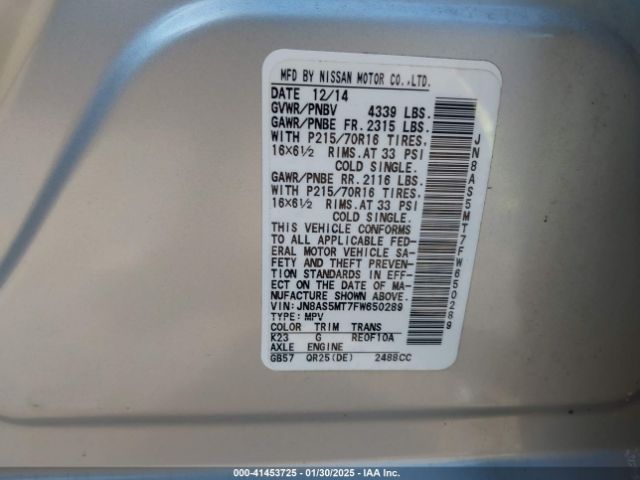 MFD BY NISSAN MOTOR CO.,LTD.
DATE 12/14
GVWR/PNBV 4339 LBS.
GAWR/PNBE FR. 2315 LBS.
WITH P215/70R16 TIRES,
16X6½ RIMS.AT 33 PSI
COLD SINGLE.
GAWR/PNBE RR. 2116 LBS.
WITH P215/70R16 TIRES,
16X6½ RIMS.AT 33 PSI
COLD SINGLE.
THIS VEHICLE CONFORMS
TO ALL APPLICABLE FED-
ERAL MOTOR VEHICLE SA-
FETY AND THEFT PREVEN-
TION STANDARDS IN EFF-
ECT ON THE DATE OF MA-
NUFACTURE SHOWN ABOVE.
VIN:JN8AS5MT7FW650289
TYPE:MPV
COLOR TRIM TRANS
K23 G RE0F10A
AXLE ENGINE
GB57 QR25(DE) 2488CC
JN8AS5MT7FW650289
000-41453725 - 01/30/2025 - IAA Inc.